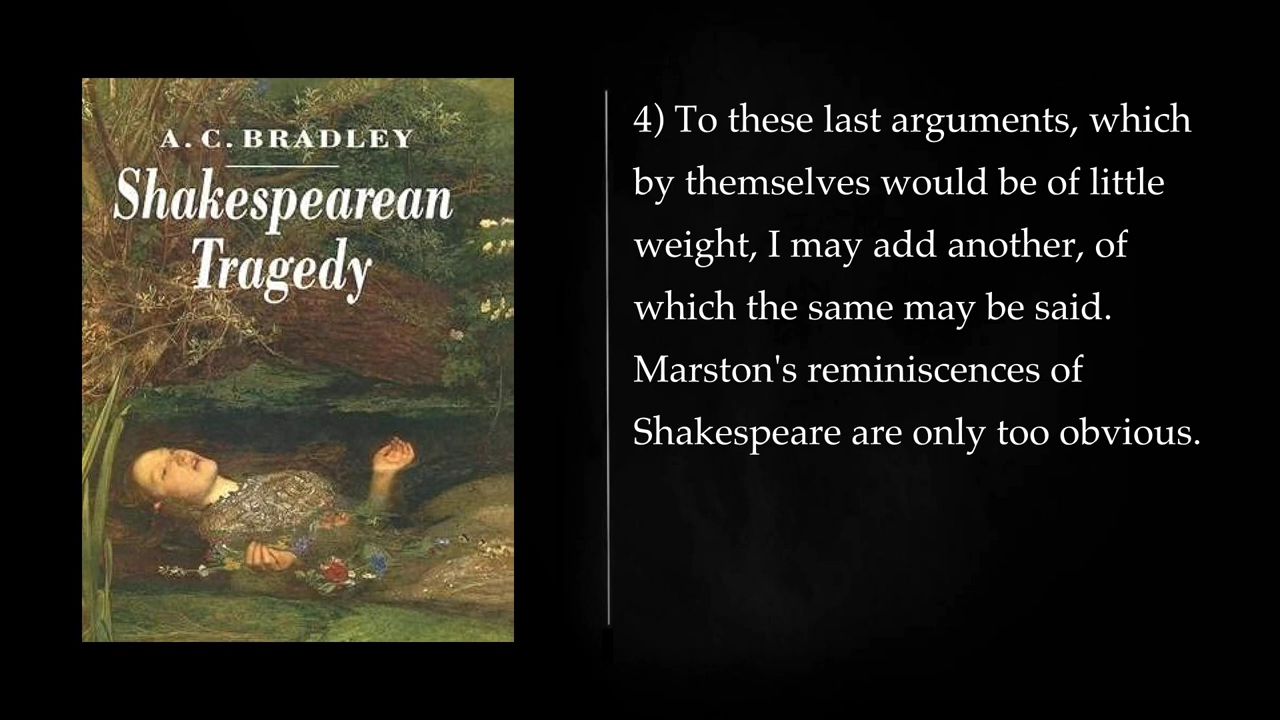 A. C. BRADLEY
Shakespearean
Tragedy
4) To these last arguments, which
by themselves would be of little
weight, I may add another, of
which the same may be said.
Marston's reminiscences of
Shakespeare are only too obvious.